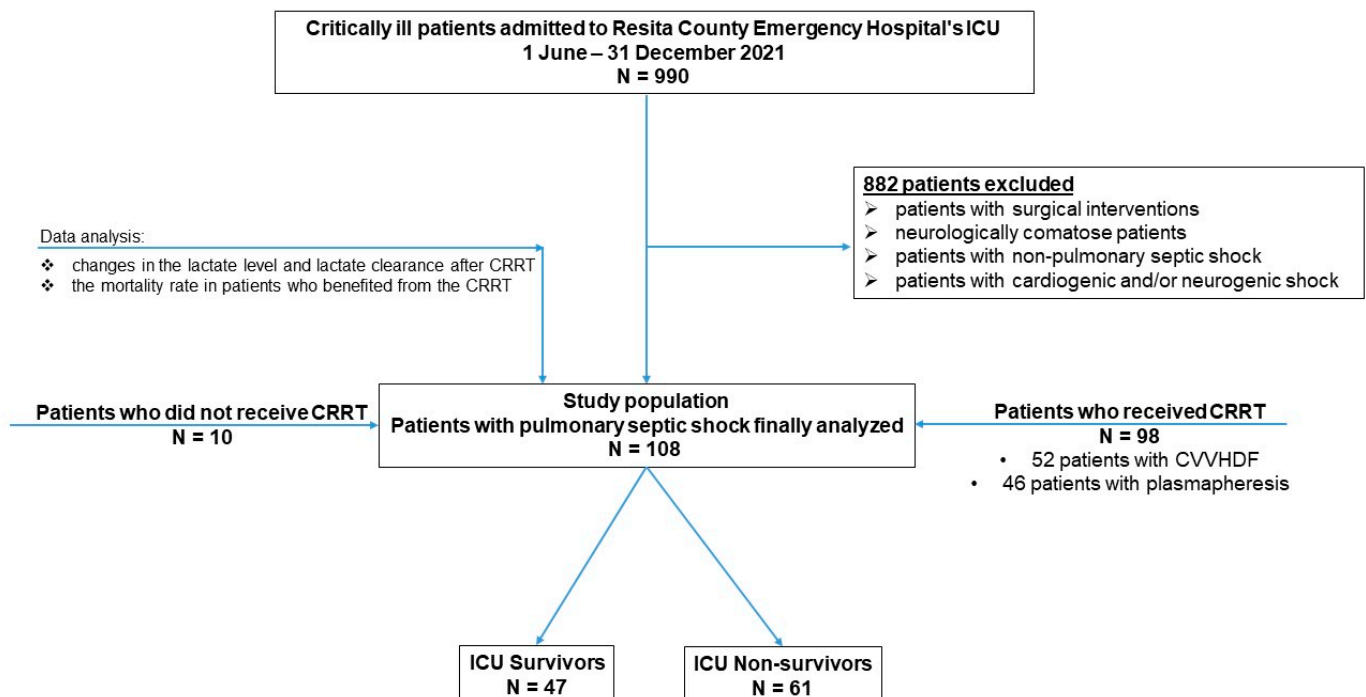 Critically ill patients admitted to Resita County Emergency Hospital's ICU
1 June – 31 December 2021
N = 990
882 patients excluded
➢ patients with surgical interventions
➢ neurologically comatose patients
➢ patients with non-pulmonary septic shock
➢ patients with cardiogenic and/or neurogenic shock
Data analysis:
❖ changes in the lactate level and lactate clearance after CRRT
❖ the mortality rate in patients who benefited from the CRRT
Patients who did not receive CRRT
N = 10
Study population
Patients with pulmonary septic shock finally analyzed
N = 108
Patients who received CRRT
N = 98
• 52 patients with CVVHDF
• 46 patients with plasmapheresis
ICU Survivors
N = 47
ICU Non-survivors
N = 61